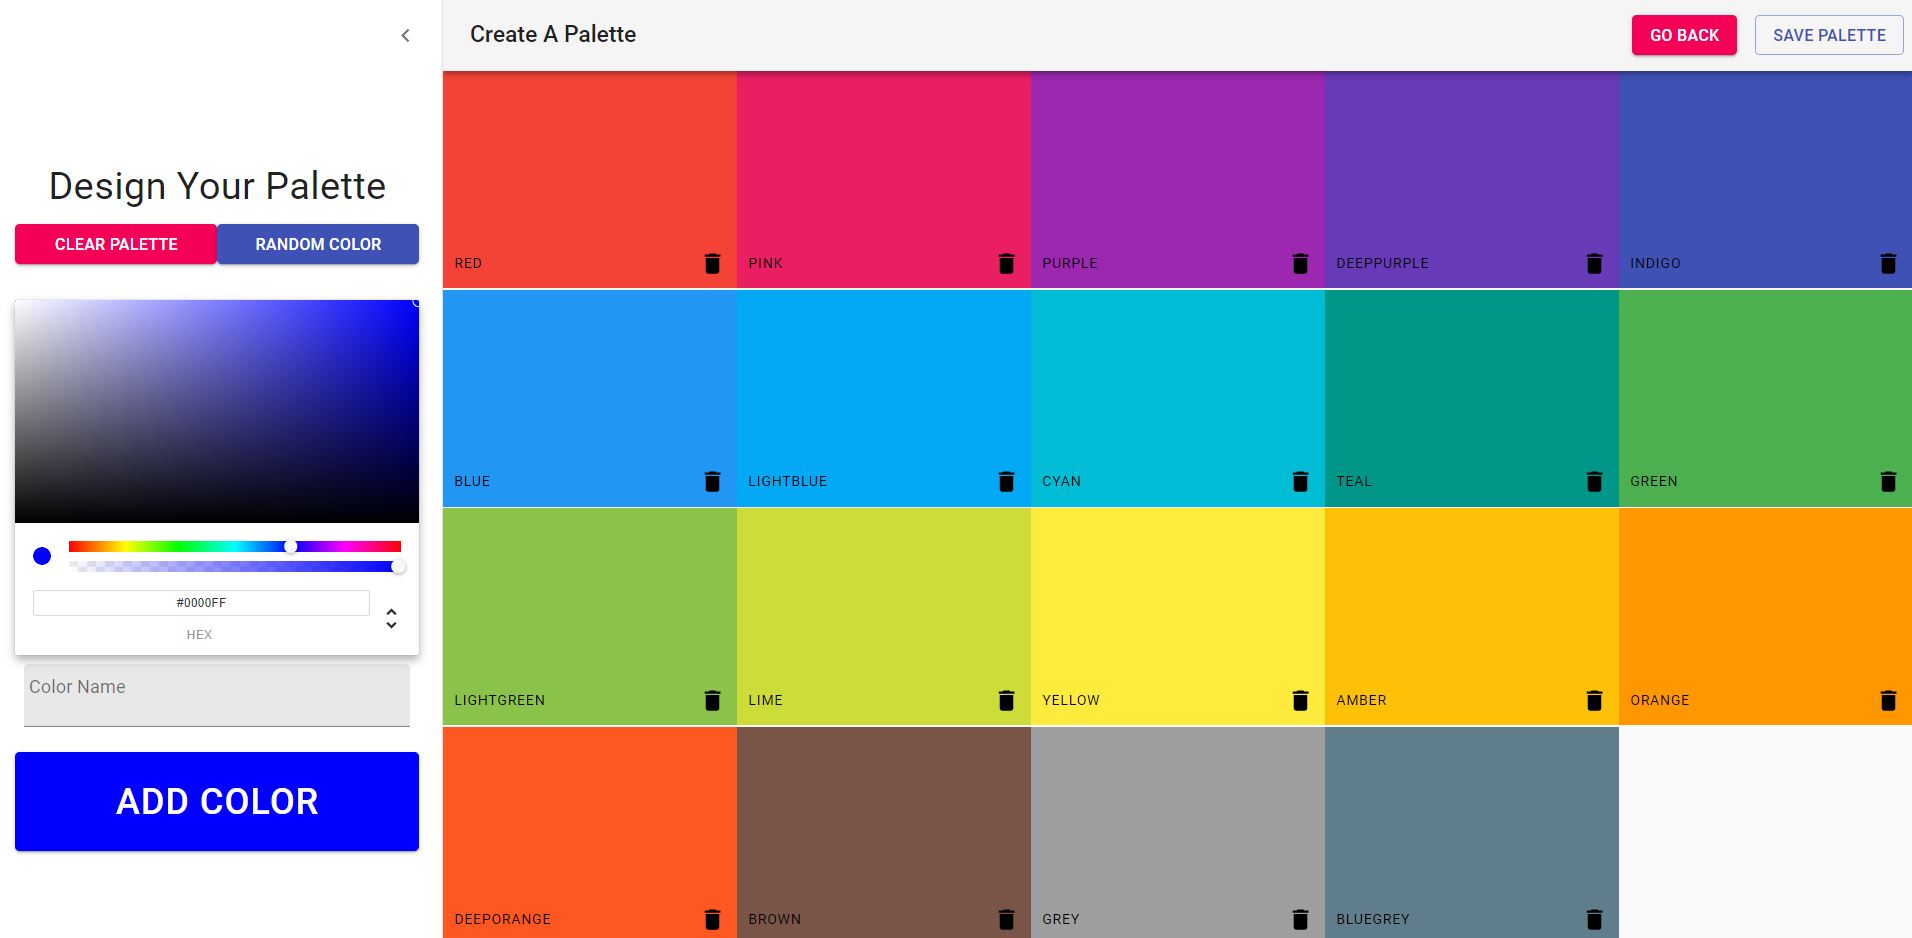 Create A Palette
GO BACK
SAVE PALETTE
Design Your Palette
CLEAR PALETTE
RANDOM COLOR
#0000FF
HEX
Color Name
ADD COLOR
RED
PINK
PURPLE
DEEPPURPLE
INDIGO
BLUE
LIGHTBLUE
CYAN
TEAL
GREEN
LIGHTGREEN
LIME
YELLOW
AMBER
ORANGE
DEEPORANGE
BROWN
GREY
BLUEGREY